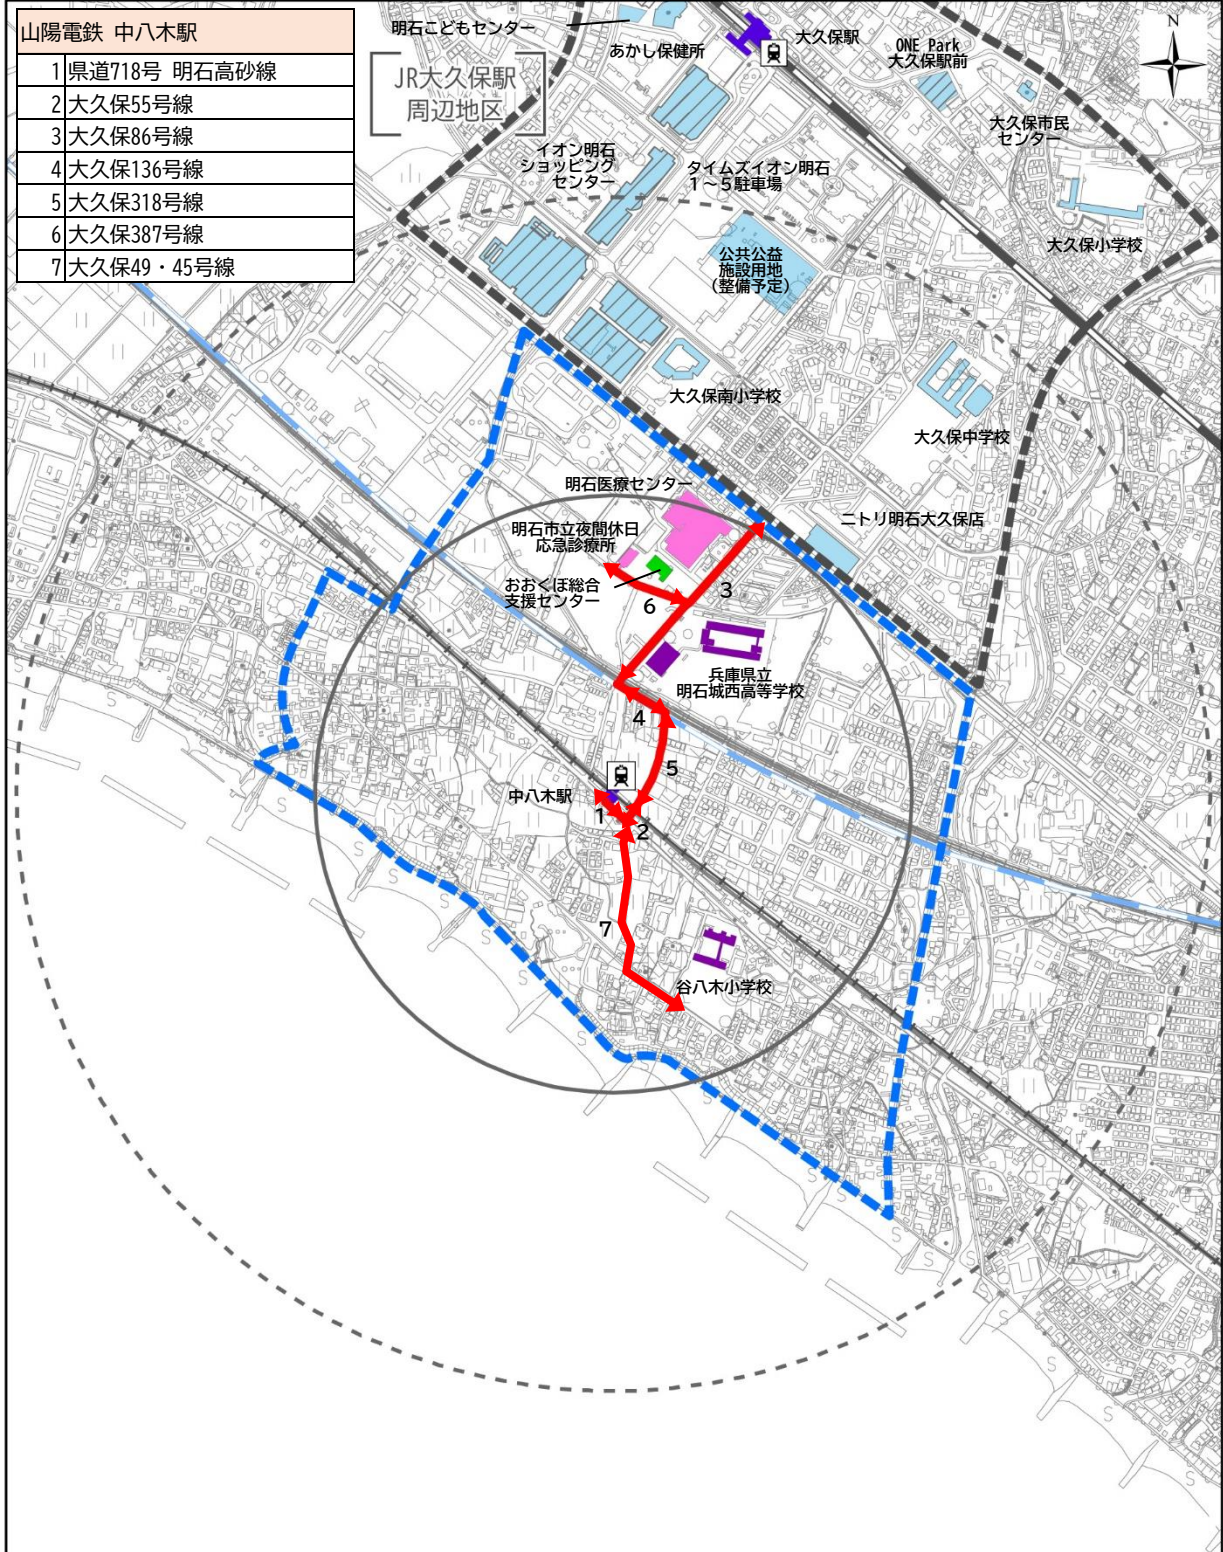 山陽電鉄 中八木駅
1 県道718号 明石高砂線
2 大久保55号線
3 大久保86号線
4 大久保136号線
5 大久保318号線
6 大久保387号線
7 大久保49・45号線
明石こどもセンター
あかし保健所
大久保駅
ONE Park
大久保駅前
N
JR大久保駅
周辺地区
大久保市民
センター
イオン明石
ショッピング
センター
タイムズイオン明石
1～5駐車場
大久保小学校
公共公益
施設用地
(整備予定)
大久保南小学校
大久保中学校
明石医療センター
ニトリ明石大久保店
明石市立夜間休日
応急診療所
おおくぼ総合
支援センター
3
6
兵庫県立
明石城西高等学校
4
5
中八木駅
1
2
7
谷八木小学校